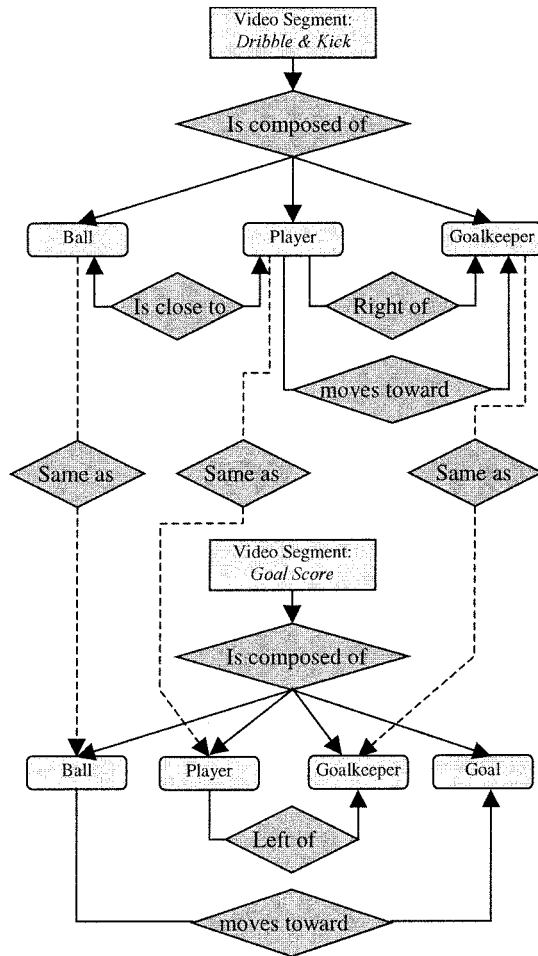 Video Segment:
Dribble & Kick
Is composed of
Ball
Player
Goalkeeper
Is close to
Right of
moves toward
Same as
Same as
Same as
Video Segment:
Goal Score
Is composed of
Ball
Player
Goalkeeper
Goal
Left of
moves toward